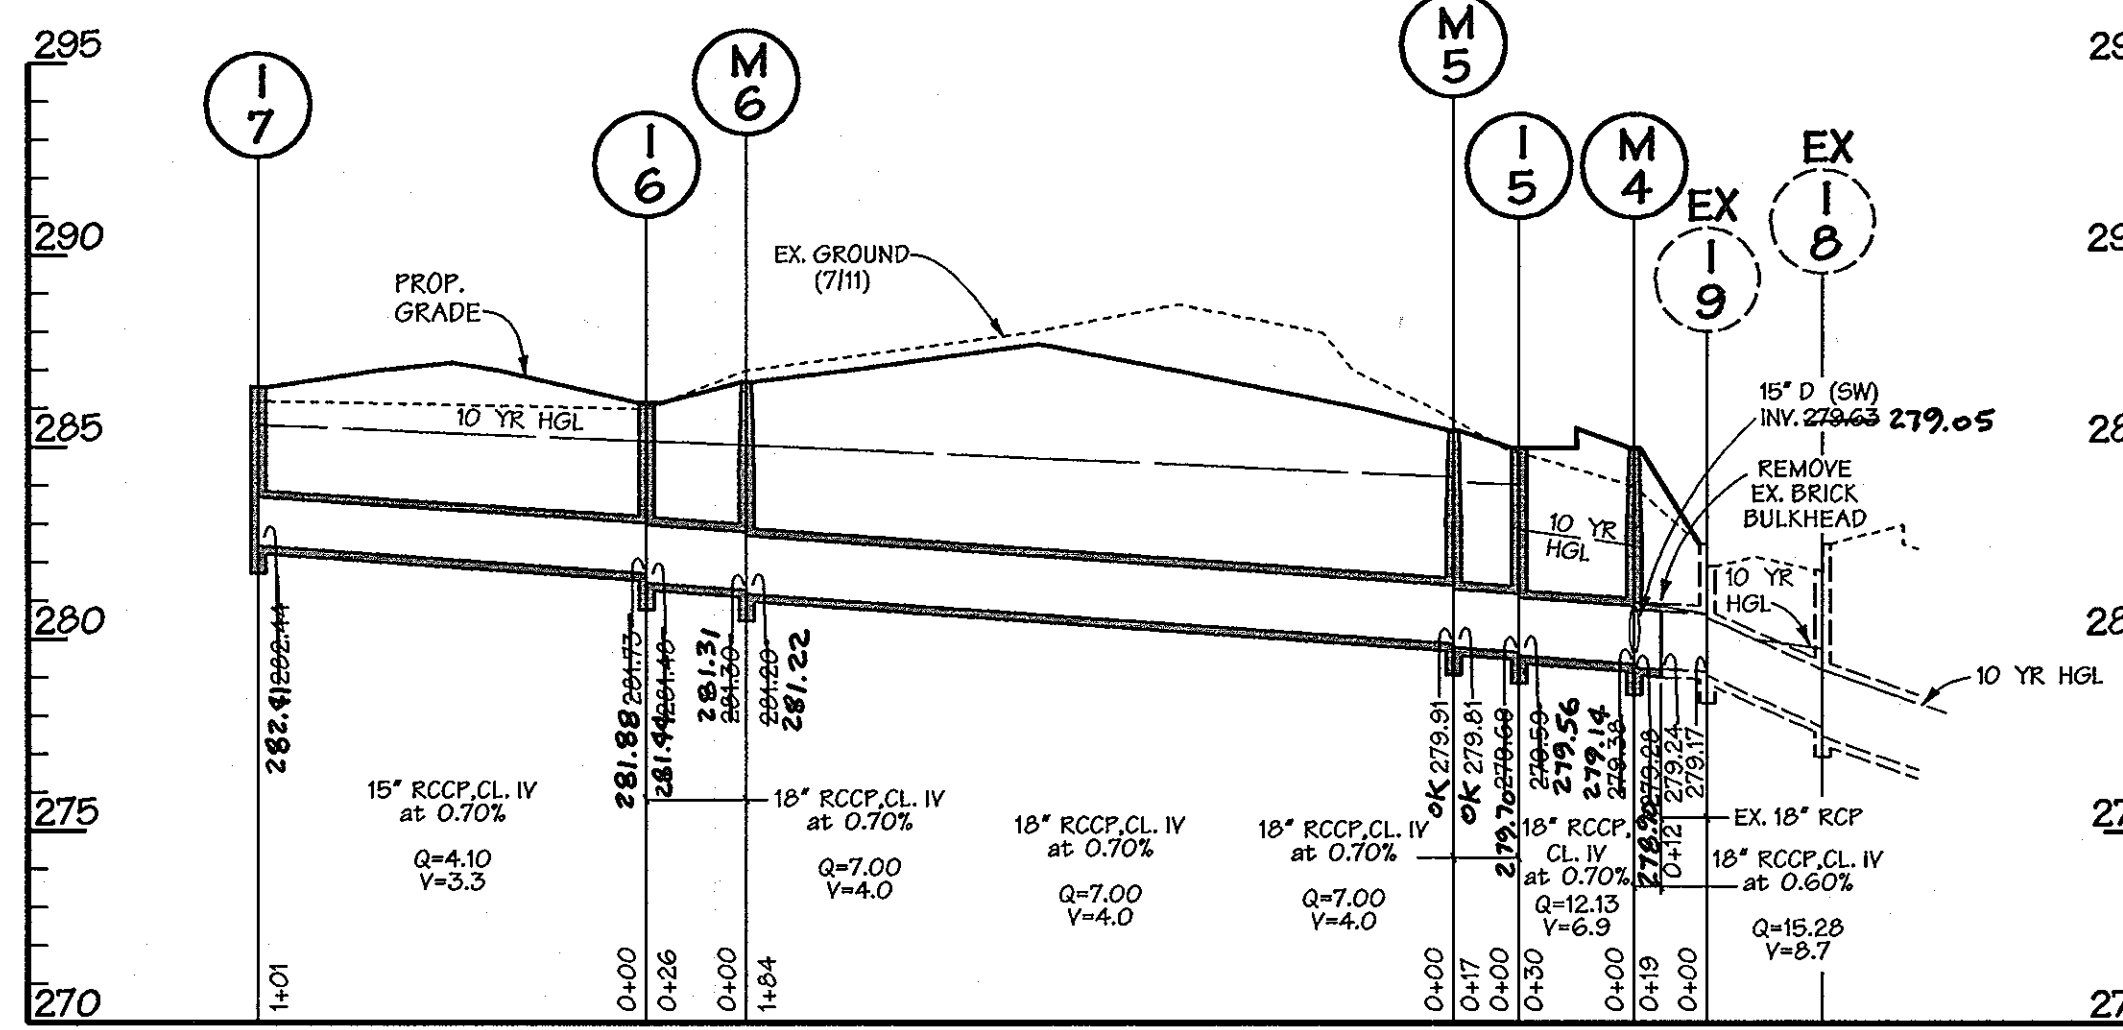 295
290
285
280
275
270
I
7
I
6
M
6
M
5
I
5
M
4
EX
I
9
EX
I
8
PROP.
GRADE
EX. GROUND
(7/11)
10 YR HGL
10 YR
HGL
15" D (SW)
INV. 279.63 279.05
REMOVE
EX. BRICK
BULKHEAD
10 YR
HGL
10 YR HGL
282.41 282.44
281.88 281.73
281.44 281.40
281.31
281.30
281.20
281.22
OK 279.91
OK 279.81
279.70 279.68
279.59
279.56
279.14
279.38
279.28
279.24
279.17
0+12
15" RCCP, CL. IV
at 0.70%
Q=4.10
V=3.3
18" RCCP, CL. IV
at 0.70%
Q=7.00
V=4.0
18" RCCP, CL. IV
at 0.70%
Q=7.00
V=4.0
18" RCCP, CL. IV
at 0.70%
Q=7.00
V=4.0
18" RCCP,
CL. IV
at 0.70%
Q=12.13
V=6.9
EX. 18" RCP
18" RCCP, CL. IV
at 0.60%
Q=15.28
V=8.7
1+01
0+00
0+26
0+00
1+84
0+00
0+17
0+00
0+30
0+00
0+19
0+00